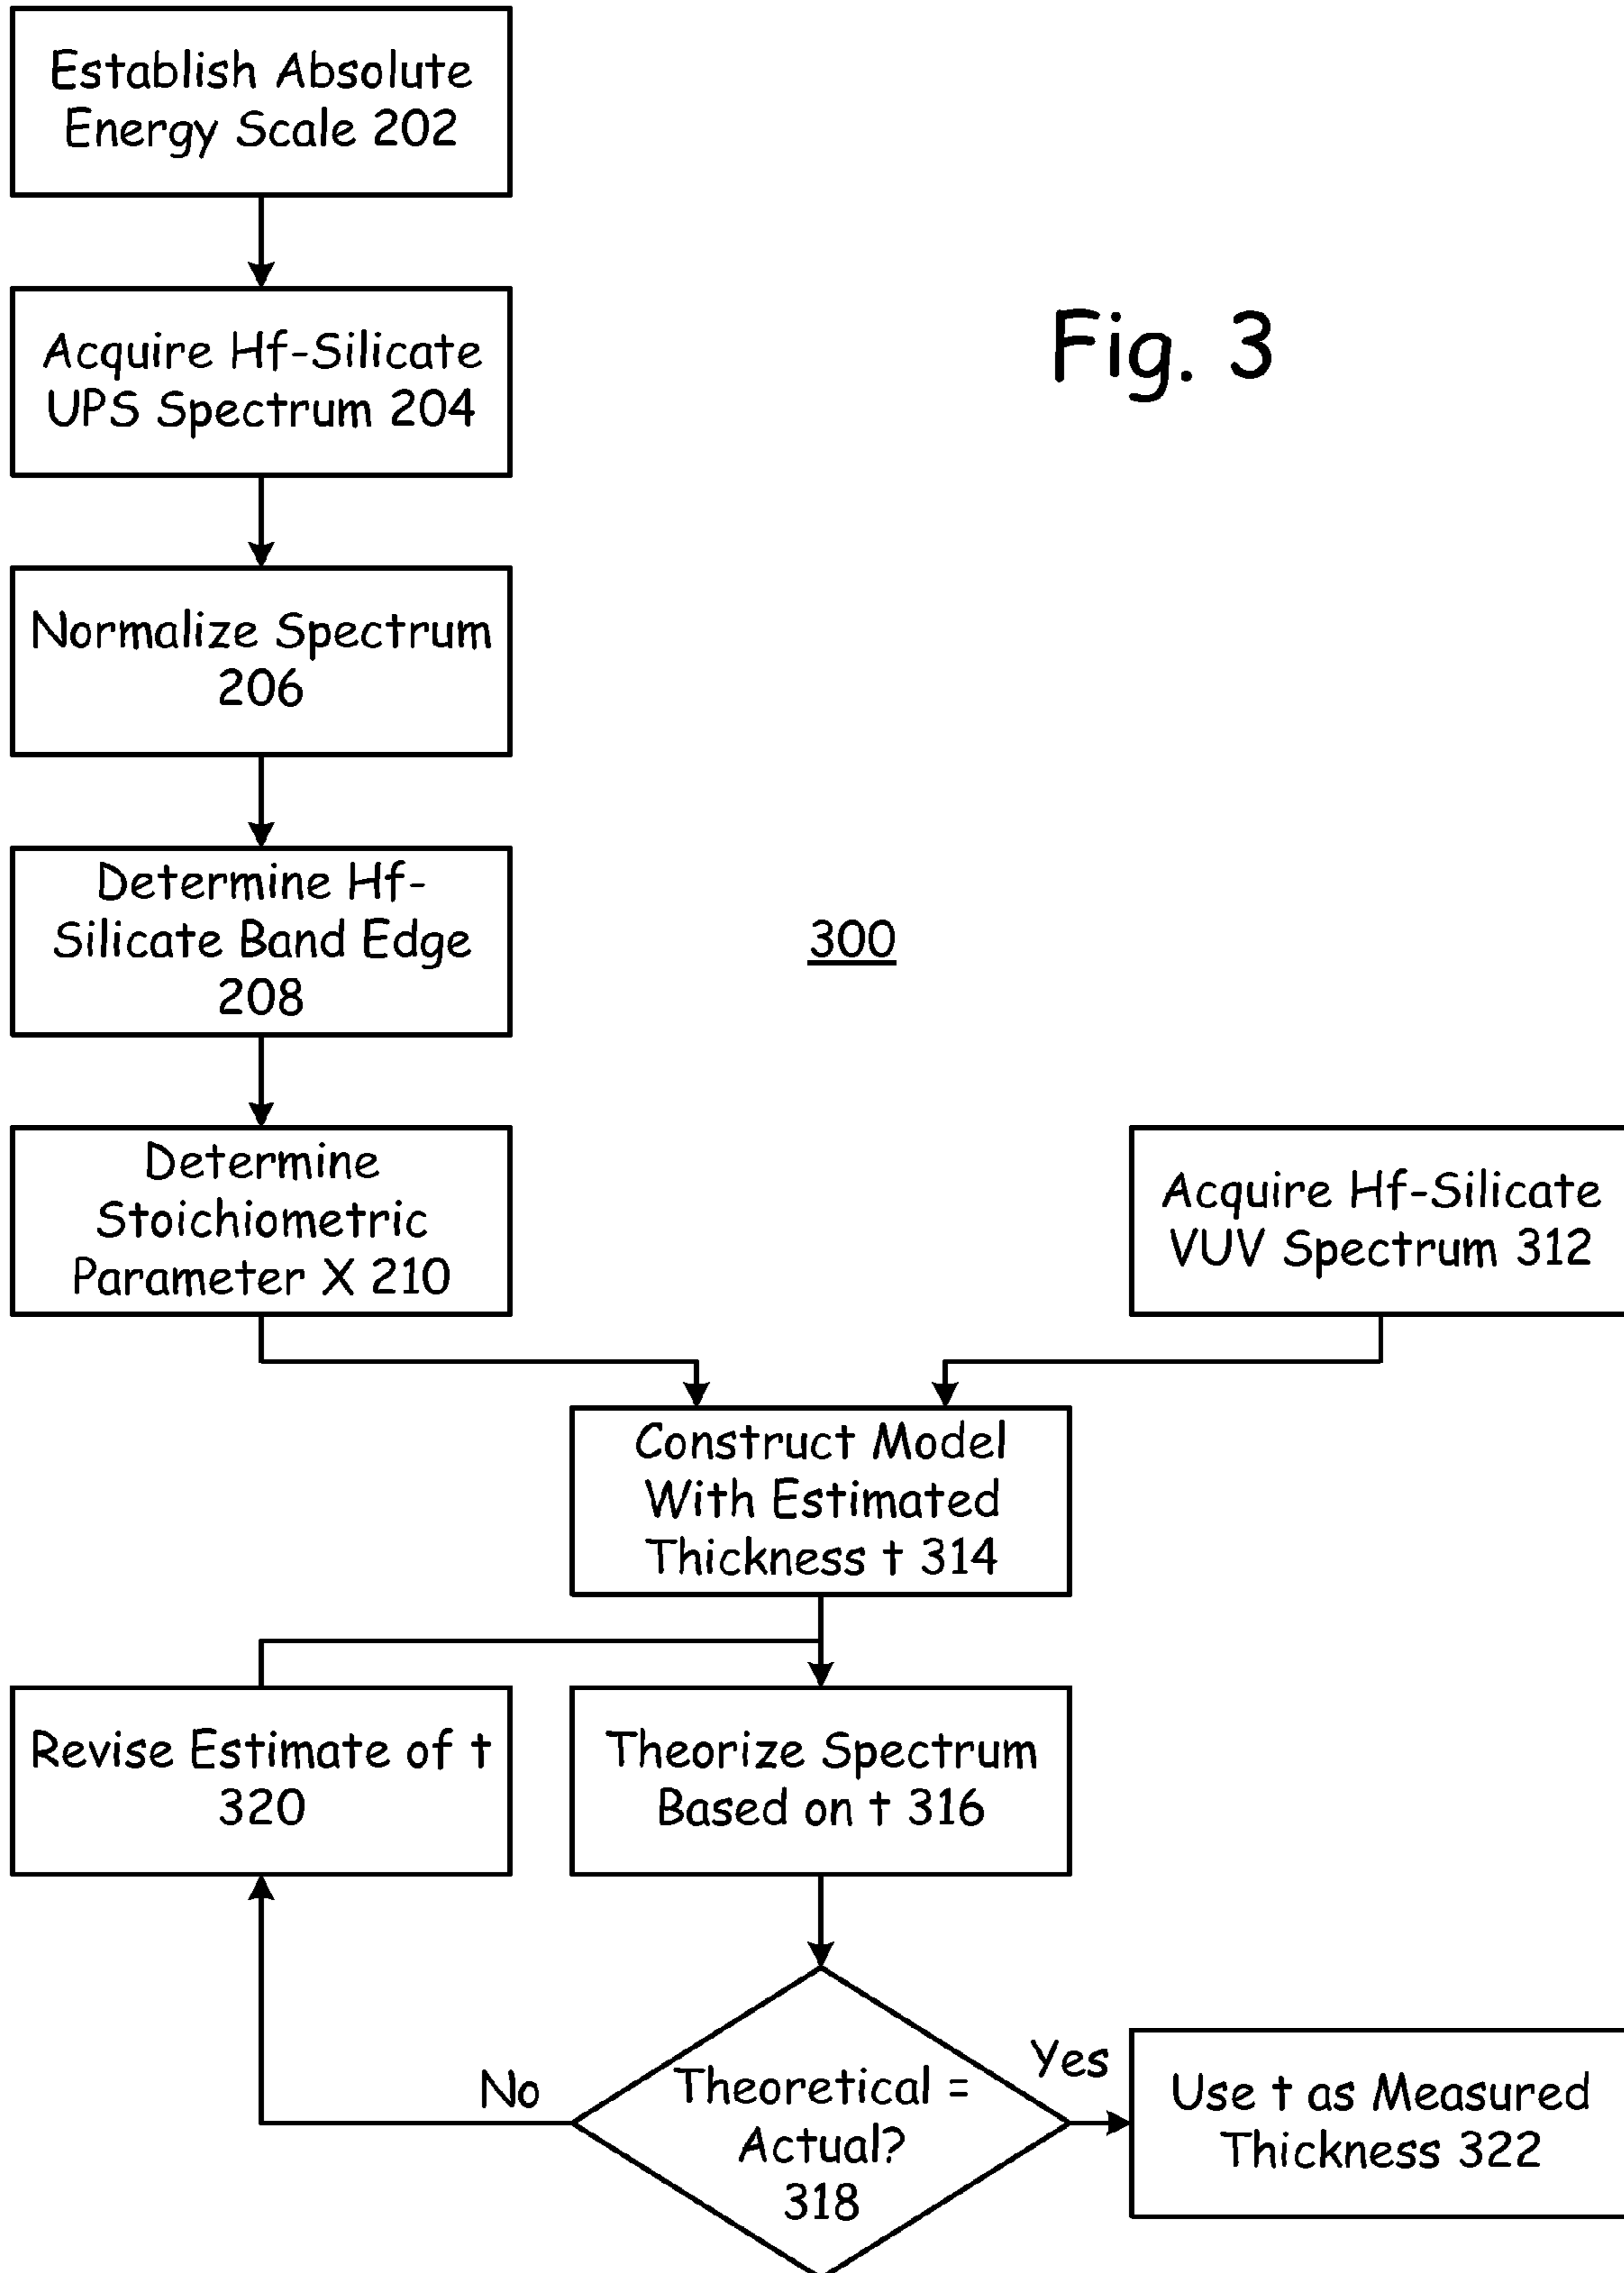 Establish Absolute
Energy Scale 202
Acquire Hf-Silicate
UPS Spectrum 204
Fig. 3
Normalize Spectrum
206
Determine Hf-
Silicate Band Edge
208
300
Determine
Stoichiometric
Parameter X 210
Acquire Hf-Silicate
VUV Spectrum 312
Construct Model
With Estimated
Thickness t 314
Revise Estimate of t
320
Theorize Spectrum
Based on t 316
No
Theoretical =
Actual?
318
Yes
Use t as Measured
Thickness 322